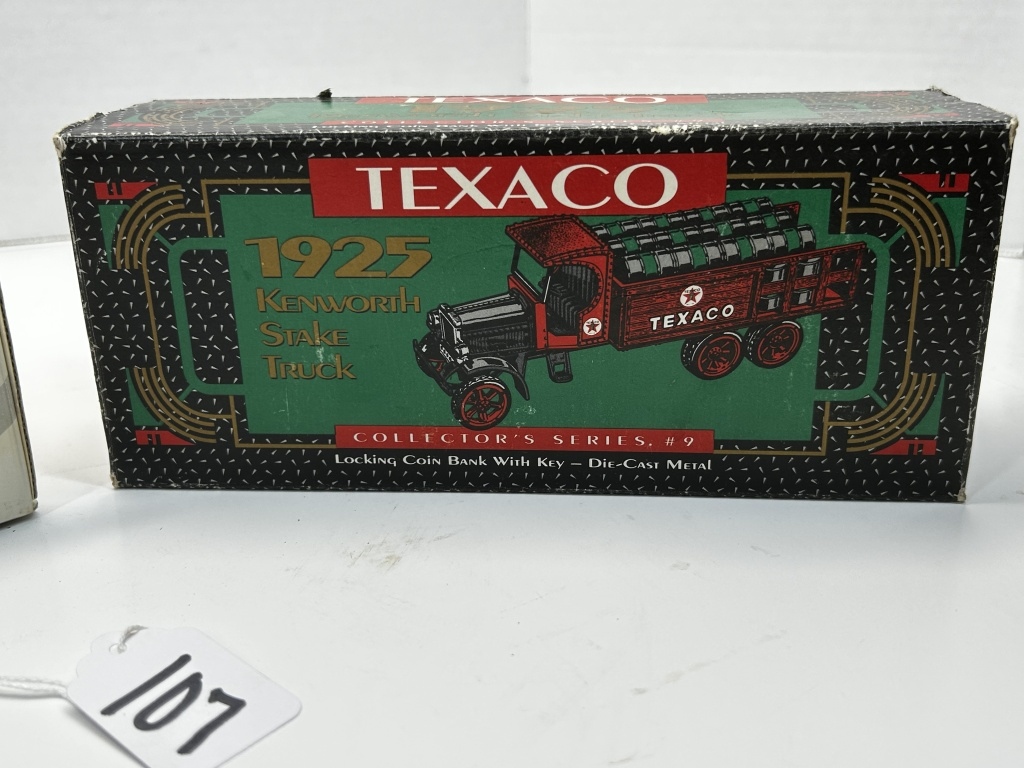 TEXACO
TEXACO
1925
KENWORTH
STAKE
TRUCK
TEXACO
COLLECTOR'S SERIES, #9
LOCKING COIN BANK WITH KEY – DIE-CAST METAL
107